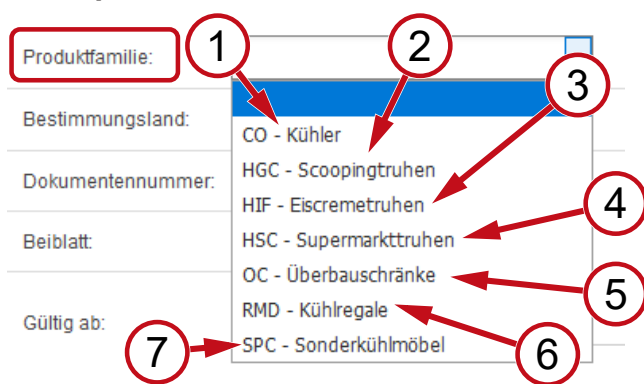 Produktfamilie:
1
2
3
Bestimmungsland:
CO - Kühler
Dokumentennummer:
HGC - Scoopingtruhen
HIF - Eiscremetruhen
4
Beiblatt:
HSC - Supermarkttruhen
OC - Überbauschränke
5
Gültig ab:
RMD - Kühlregale
6
7
SPC - Sonderkühlmöbel